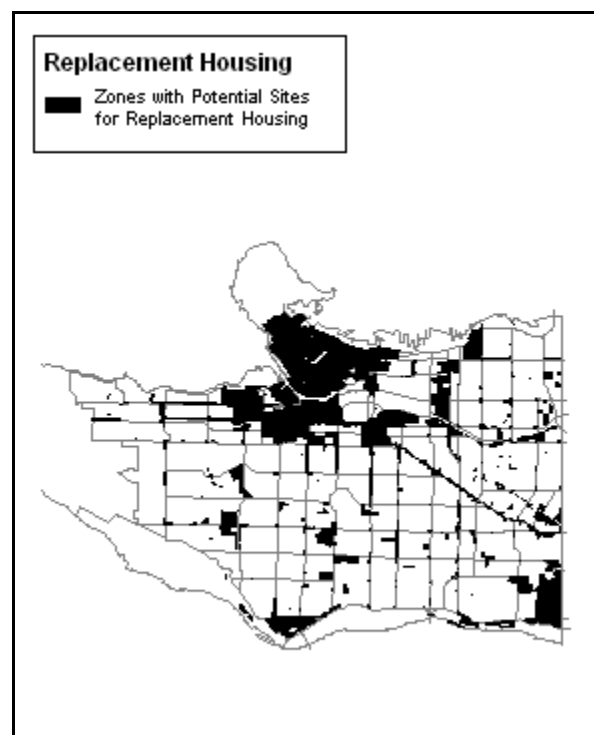 Replacement Housing
Zones with Potential Sites
for Replacement Housing